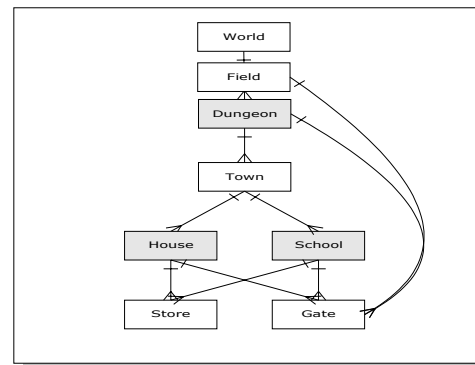 World
Field
Dungeon
Town
House
School
Store
Gate